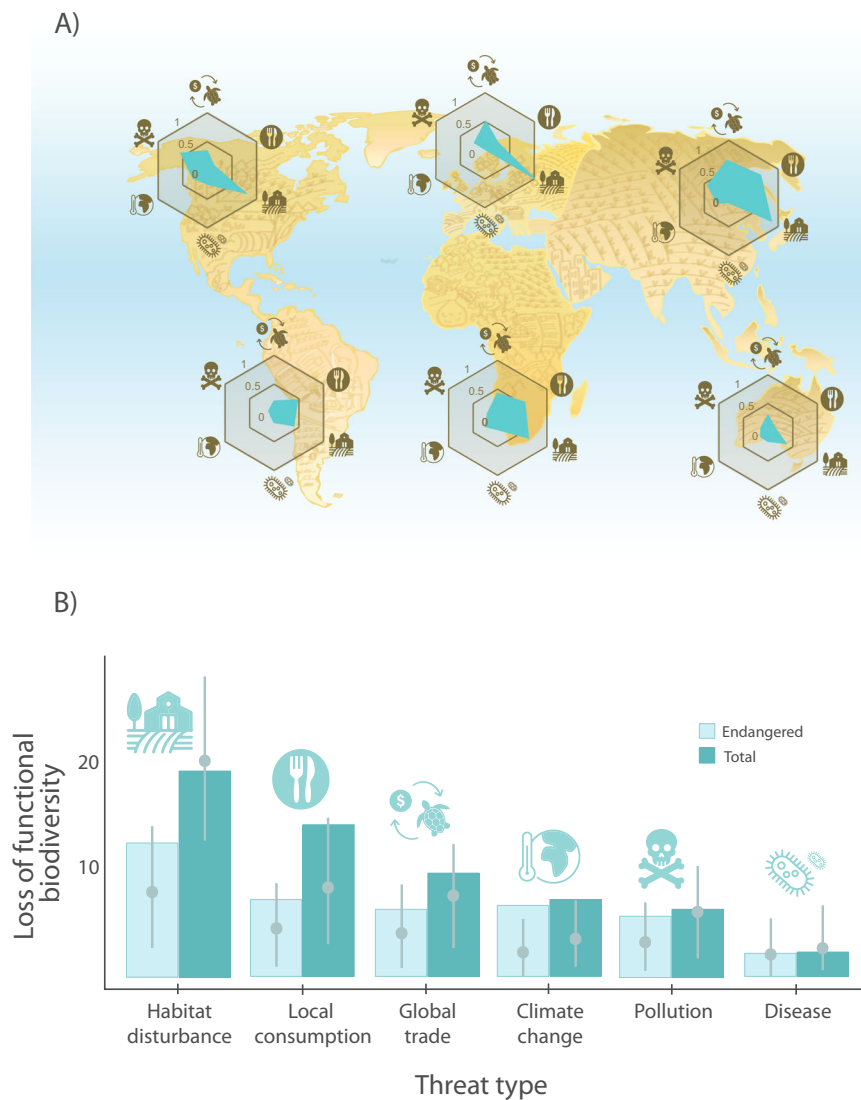 A)
$
1
0.5
0
$
1
0.5
0
$
1
0.5
0
$
1
0.5
0
$
1
0.5
0
$
1
0.5
0
B)
Loss of functional
biodiversity
20
10
$
Endangered
Total
Habitat
disturbance
Local
consumption
Global
trade
Climate
change
Pollution
Disease
Threat type